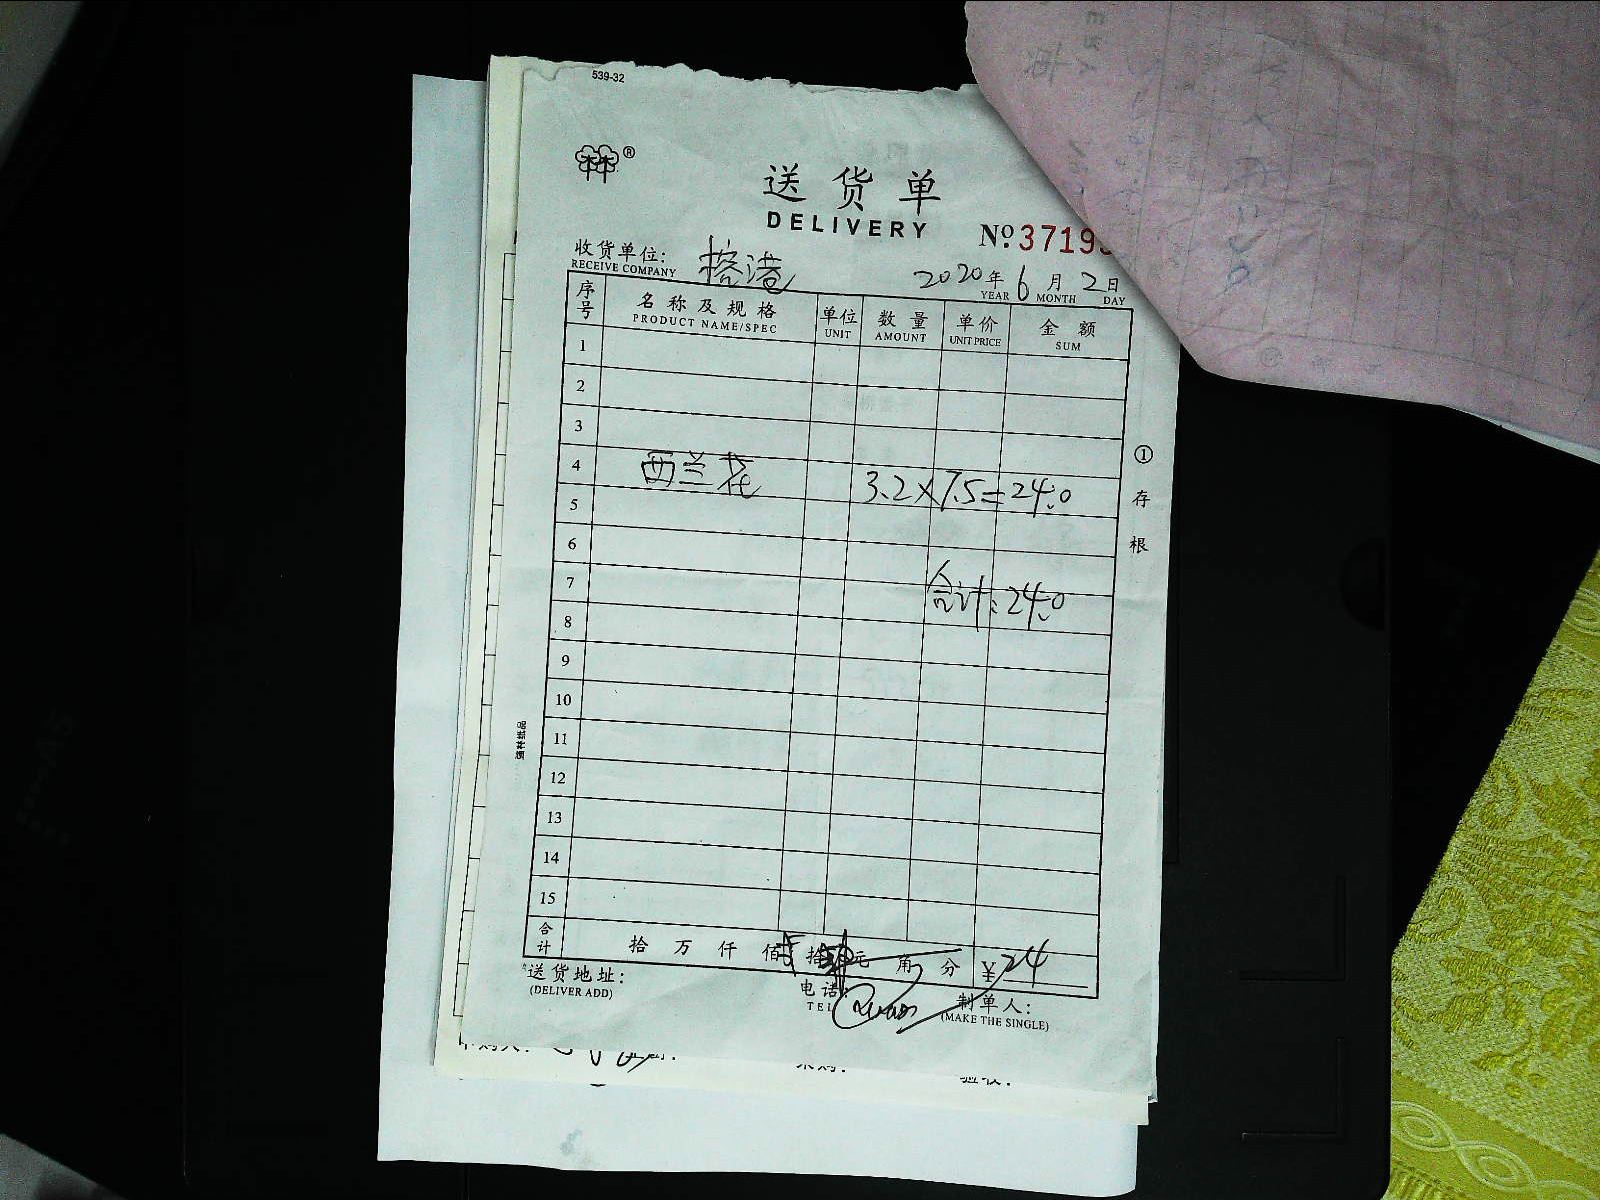 539-32
®
送货单
DELIVERY
№ 3719
收货单位: 榕港
RECEIVE COMPANY
2020年 6月 2日
YEAR MONTH DAY
序号 名称及规格 单位 数量 单价 金额
PRODUCT NAME/SPEC UNIT AMOUNT UNIT PRICE SUM
1
2
3
4 西兰花 3.2×7.5=24.0
5
6
7 合计:24.0
8
9
10
11
12
13
14
15
合计 拾 万 仟 佰 拾 元 角 分 ¥24
送货地址: 电话: 制单人:
(DELIVER ADD) TEL (MAKE THE SINGLE)
①存根